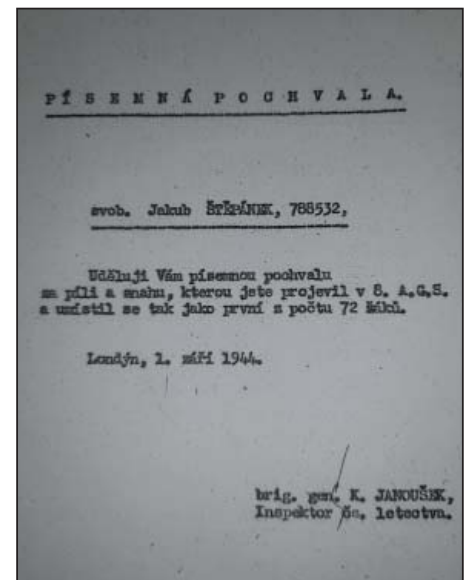 PÍSEMNÁ POCHVALA.
svob. Jakub ŠTĚPÁNEK, 788532,
Uděluji Vám písemnou pochvalu
za píli a snahu, kterou jste projevil v 8. A.G.S.
a umístil se tak jako první z počtu 72 žáků.
Londýn, 1. září 1944.
brig. gen. K. JANOUŠEK,
Inspektor čs. letectva.